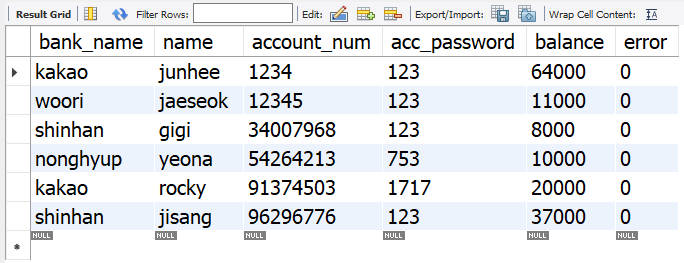 Result Grid Filter Rows: Edit: Export/Import: Wrap Cell Content: IA
bank_name name account_num acc_password balance error
kakao junhee 1234 123 64000 0
woori jaeseok 12345 123 11000 0
shinhan gigi 34007968 123 8000 0
nonghyup yeona 54264213 753 10000 0
kakao rocky 91374503 1717 20000 0
shinhan jisang 96296776 123 37000 0
* NULL NULL NULL NULL NULL NULL